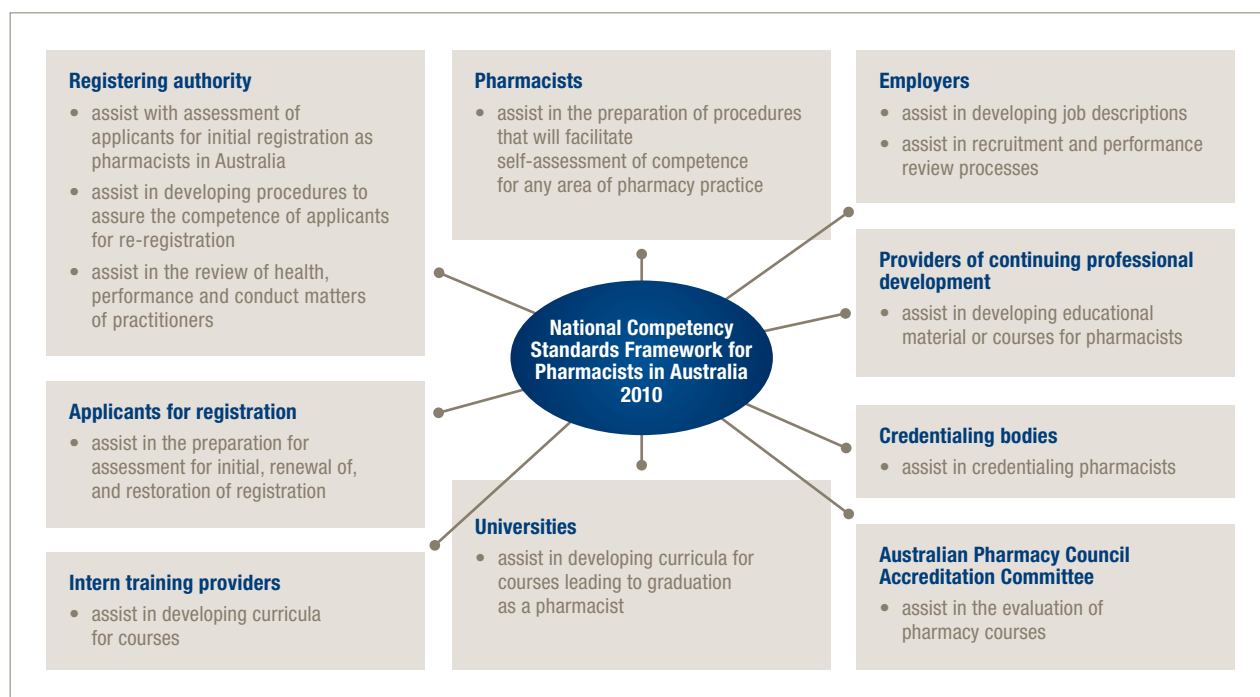 Registering authority
• assist with assessment of
applicants for initial registration as
pharmacists in Australia
• assist in developing procedures to
assure the competence of applicants
for re-registration
• assist in the review of health,
performance and conduct matters
of practitioners
Applicants for registration
• assist in the preparation for
assessment for initial, renewal of,
and restoration of registration
Intern training providers
• assist in developing curricula
for courses
Pharmacists
• assist in the preparation of procedures
that will facilitate
self-assessment of competence
for any area of pharmacy practice
National Competency
Standards Framework for
Pharmacists in Australia
2010
Universities
• assist in developing curricula for
courses leading to graduation
as a pharmacist
Employers
• assist in developing job descriptions
• assist in recruitment and performance
review processes
Providers of continuing professional
development
• assist in developing educational
material or courses for pharmacists
Credentialing bodies
• assist in credentialing pharmacists
Australian Pharmacy Council
Accreditation Committee
• assist in the evaluation of
pharmacy courses